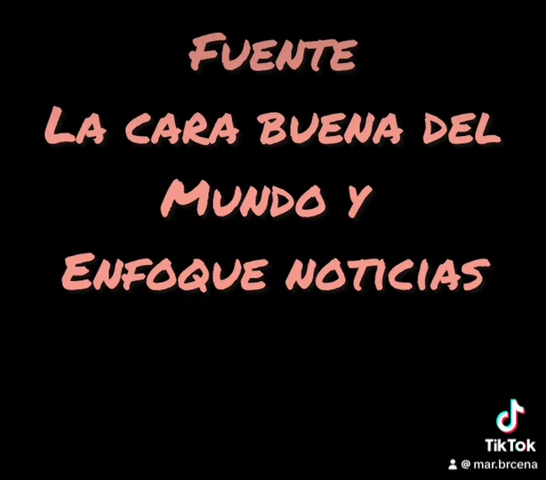 FUENTE
LA CARA BUENA DEL
MUNDO Y
ENFOQUE NOTICIAS
TikTok
@ mar.brcena